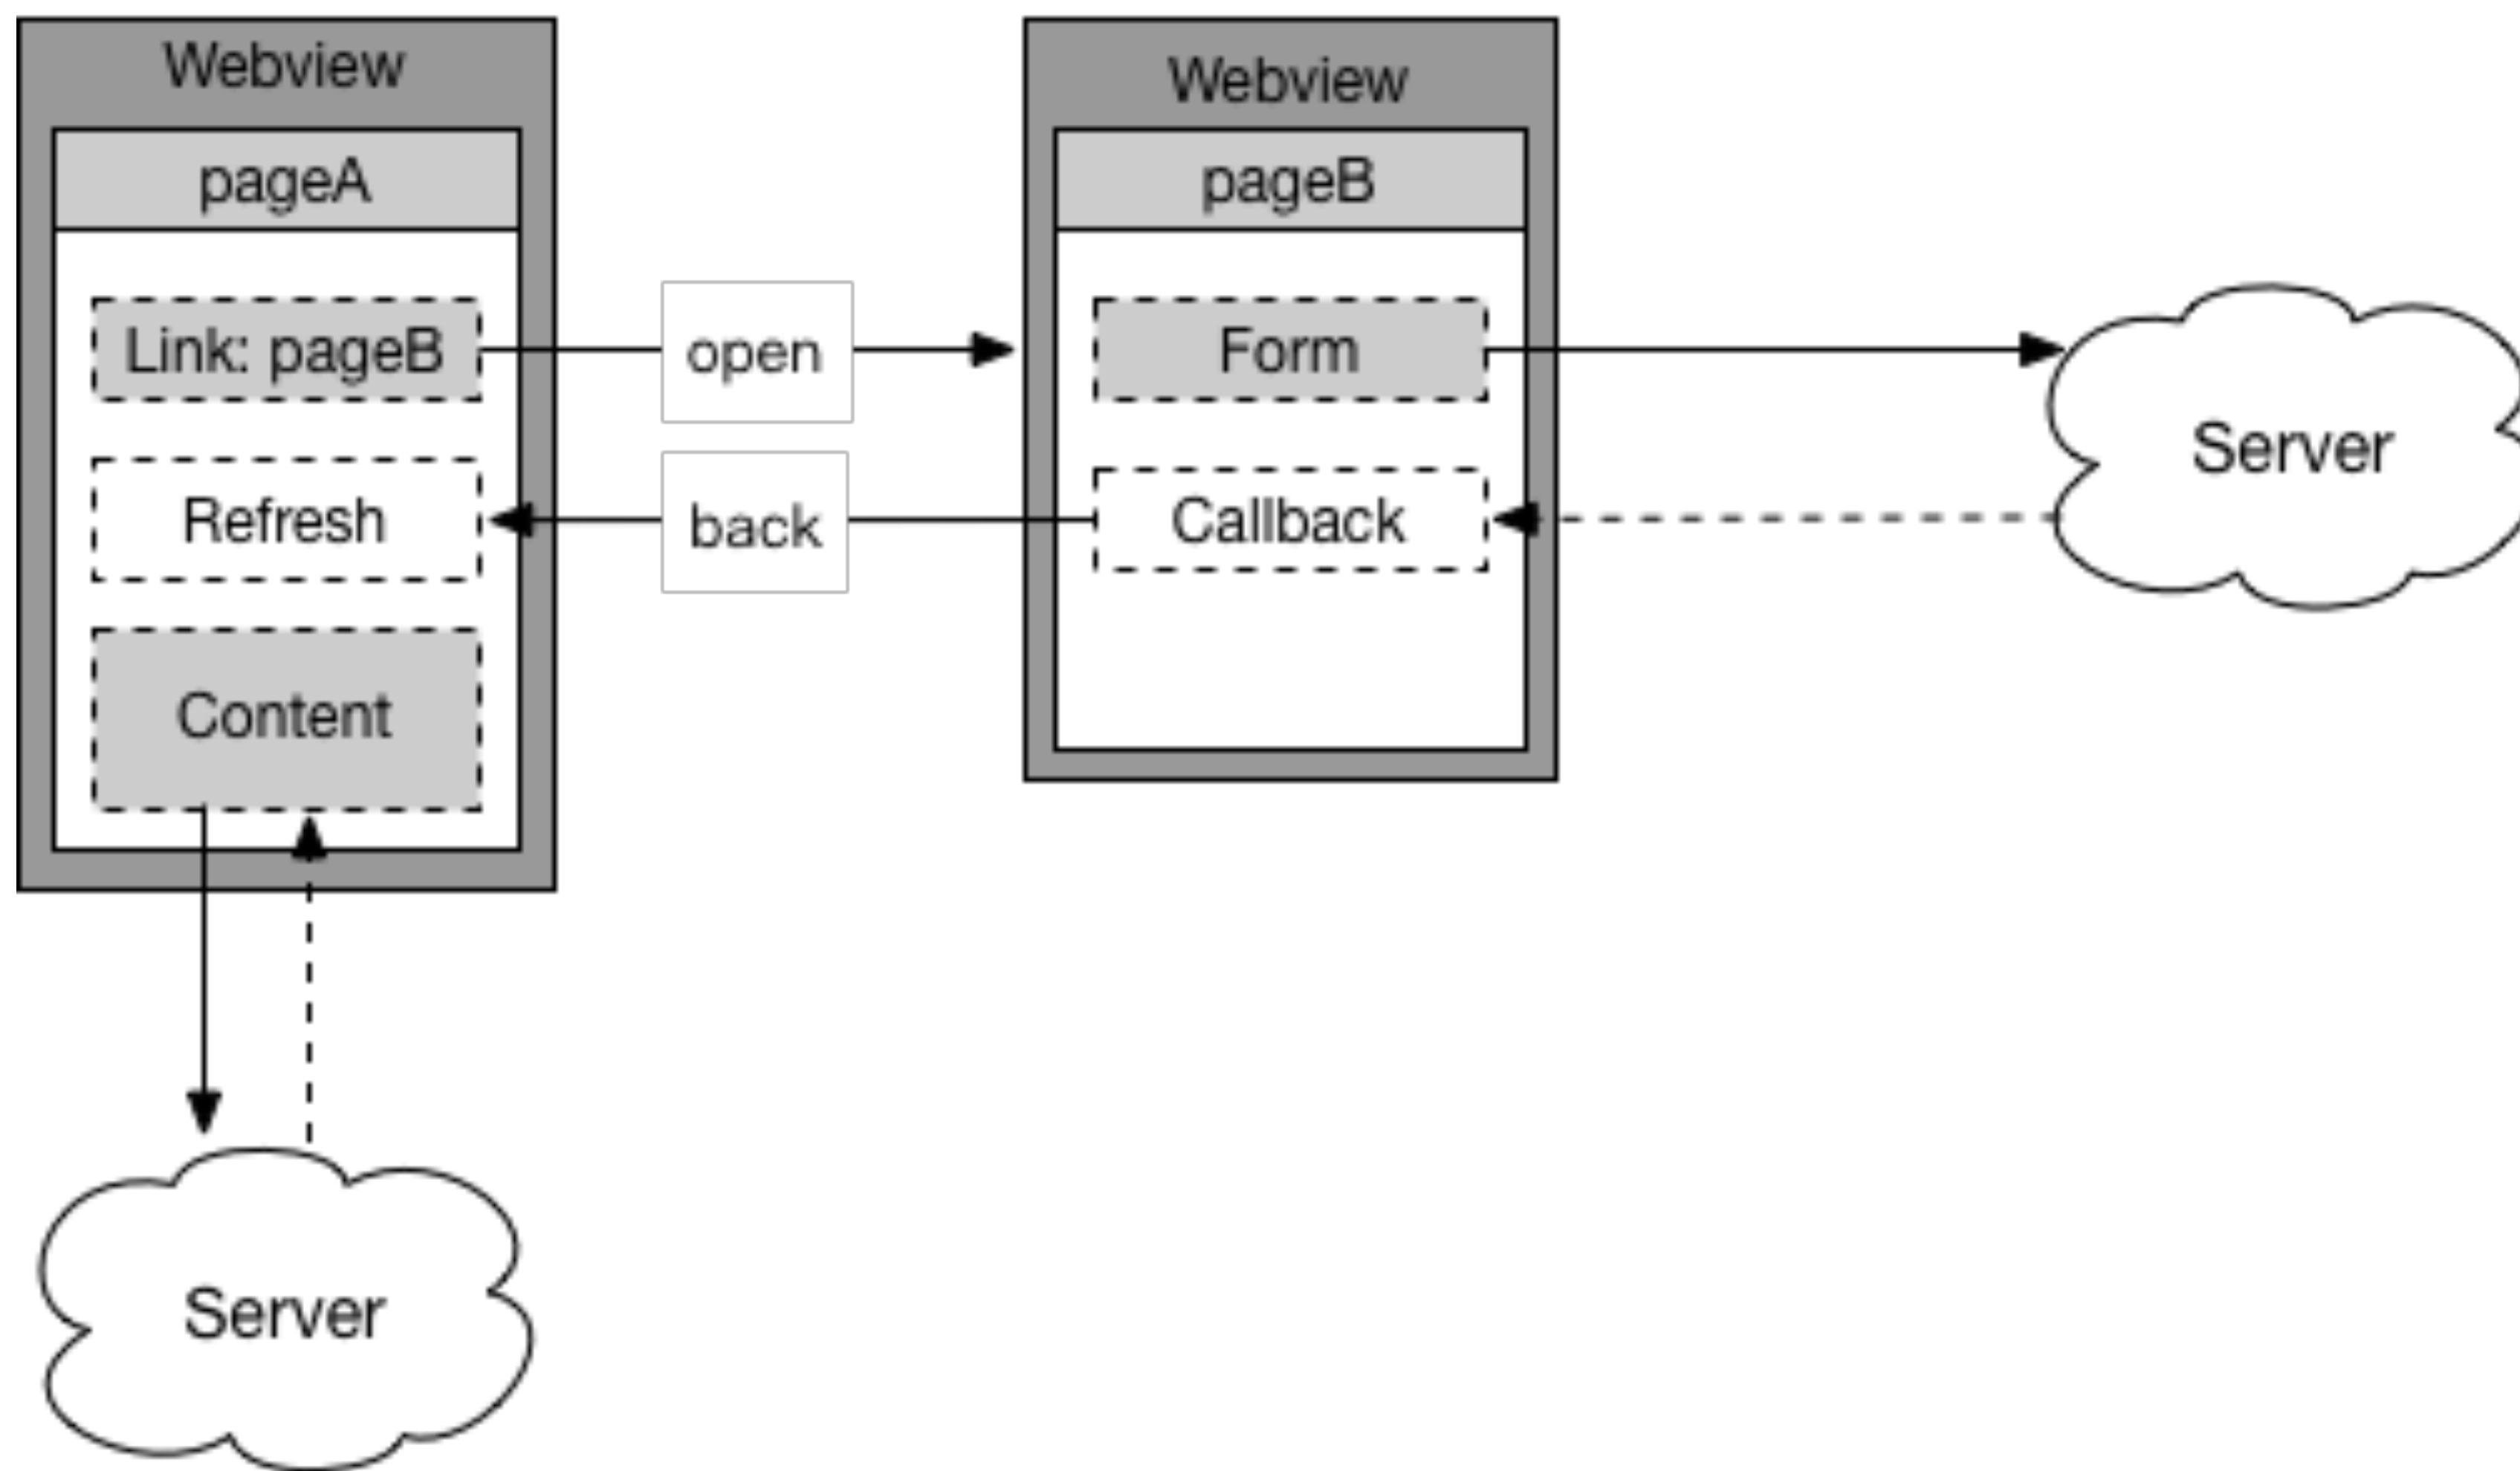 Webview
pageA
Link: pageB
Refresh
Content
open
back
Webview
pageB
Form
Callback
Server
Server